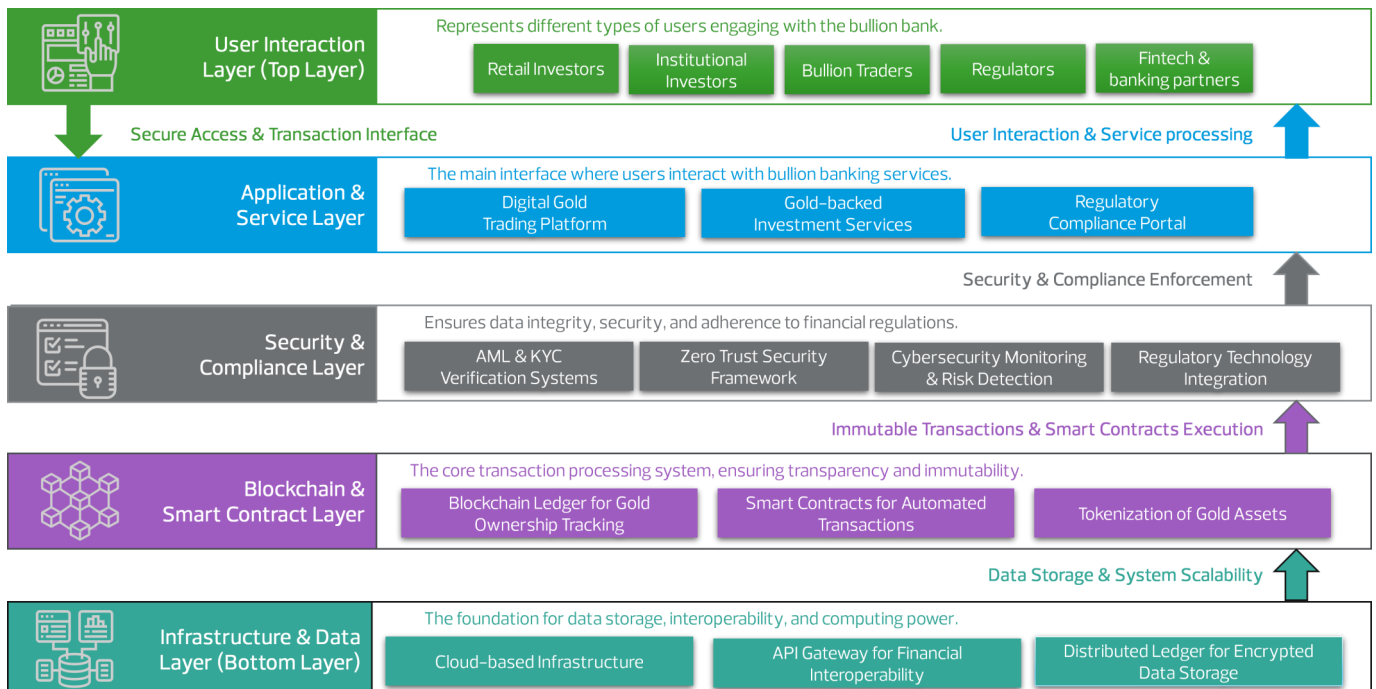 User Interaction
Layer (Top Layer)
Represents different types of users engaging with the bullion bank.
Retail Investors
Institutional
Investors
Bullion Traders
Regulators
Fintech &
banking partners
Secure Access & Transaction Interface
User Interaction & Service processing
Application &
Service Layer
The main interface where users interact with bullion banking services.
Digital Gold
Trading Platform
Gold-backed
Investment Services
Regulatory
Compliance Portal
Security & Compliance Enforcement
Security &
Compliance Layer
Ensures data integrity, security, and adherence to financial regulations.
AML & KYC
Verification Systems
Zero Trust Security
Framework
Cybersecurity Monitoring
& Risk Detection
Regulatory Technology
Integration
Immutable Transactions & Smart Contracts Execution
Blockchain &
Smart Contract Layer
The core transaction processing system, ensuring transparency and immutability.
Blockchain Ledger for Gold
Ownership Tracking
Smart Contracts for Automated
Transactions
Tokenization of Gold Assets
Data Storage & System Scalability
Infrastructure & Data
Layer (Bottom Layer)
The foundation for data storage, interoperability, and computing power.
Cloud-based Infrastructure
API Gateway for Financial
Interoperability
Distributed Ledger for Encrypted
Data Storage